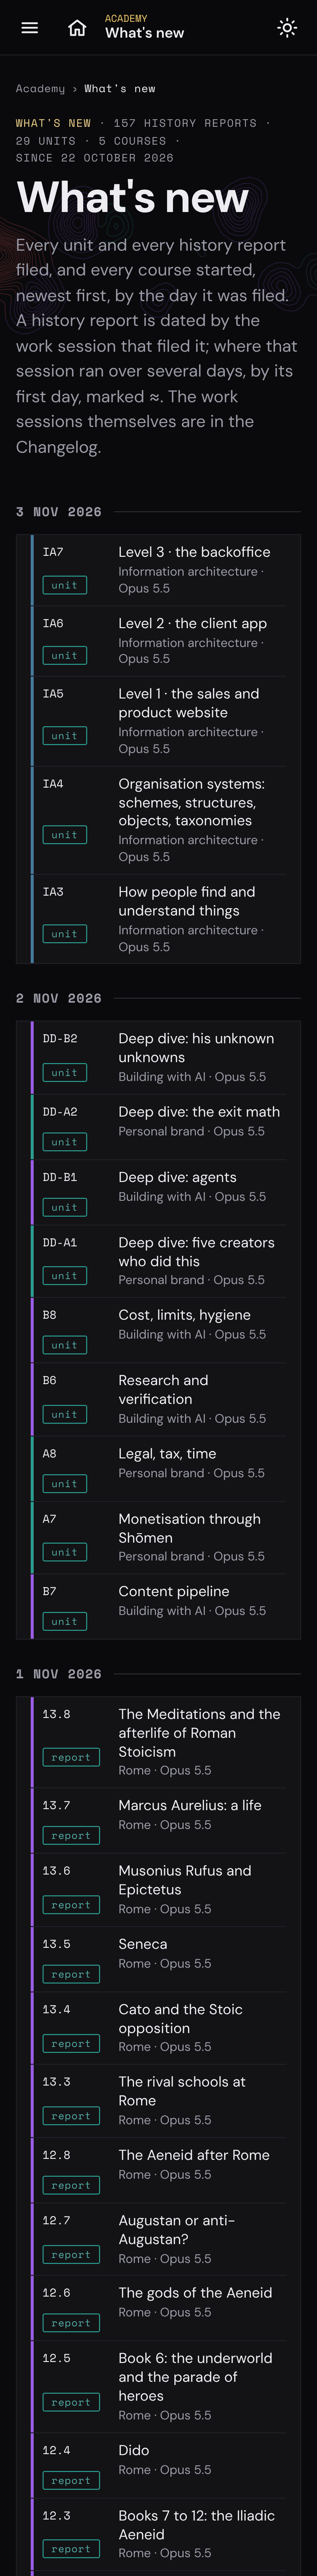 ACADEMY
What's new
Academy › What's new
WHAT'S NEW · 157 HISTORY REPORTS ·
29 UNITS · 5 COURSES ·
SINCE 22 OCTOBER 2026
What's new
Every unit and every history report
filed, and every course started,
newest first, by the day it was filed.
A history report is dated by the
work session that filed it; where that
session ran over several days, by its
first day, marked ≈. The work
sessions themselves are in the
Changelog.
3 NOV 2026
IA7
Level 3 · the backoffice
Information architecture ·
Opus 5.5
unit
IA6
Level 2 · the client app
Information architecture ·
Opus 5.5
unit
IA5
Level 1 · the sales and
product website
Information architecture ·
Opus 5.5
unit
IA4
Organisation systems:
schemes, structures,
objects, taxonomies
Information architecture ·
Opus 5.5
unit
IA3
How people find and
understand things
Information architecture ·
Opus 5.5
unit
2 NOV 2026
DD-B2
Deep dive: his unknown
unknowns
Building with AI · Opus 5.5
unit
DD-A2
Deep dive: the exit math
Personal brand · Opus 5.5
unit
DD-B1
Deep dive: agents
Building with AI · Opus 5.5
unit
DD-A1
Deep dive: five creators
who did this
Personal brand · Opus 5.5
unit
B8
Cost, limits, hygiene
Building with AI · Opus 5.5
unit
B6
Research and
verification
Building with AI · Opus 5.5
unit
A8
Legal, tax, time
Personal brand · Opus 5.5
unit
A7
Monetisation through
Shōmen
Personal brand · Opus 5.5
unit
B7
Content pipeline
Building with AI · Opus 5.5
unit
1 NOV 2026
13.8
The Meditations and the
afterlife of Roman
Stoicism
Rome · Opus 5.5
report
13.7
Marcus Aurelius: a life
Rome · Opus 5.5
report
13.6
Musonius Rufus and
Epictetus
Rome · Opus 5.5
report
13.5
Seneca
Rome · Opus 5.5
report
13.4
Cato and the Stoic
opposition
Rome · Opus 5.5
report
13.3
The rival schools at
Rome
Rome · Opus 5.5
report
12.8
The Aeneid after Rome
Rome · Opus 5.5
report
12.7
Augustan or anti-
Augustan?
Rome · Opus 5.5
report
12.6
The gods of the Aeneid
Rome · Opus 5.5
report
12.5
Book 6: the underworld
and the parade of
heroes
Rome · Opus 5.5
report
12.4
Dido
Rome · Opus 5.5
report
12.3
Books 7 to 12: the Iliadic
Aeneid
Rome · Opus 5.5
report